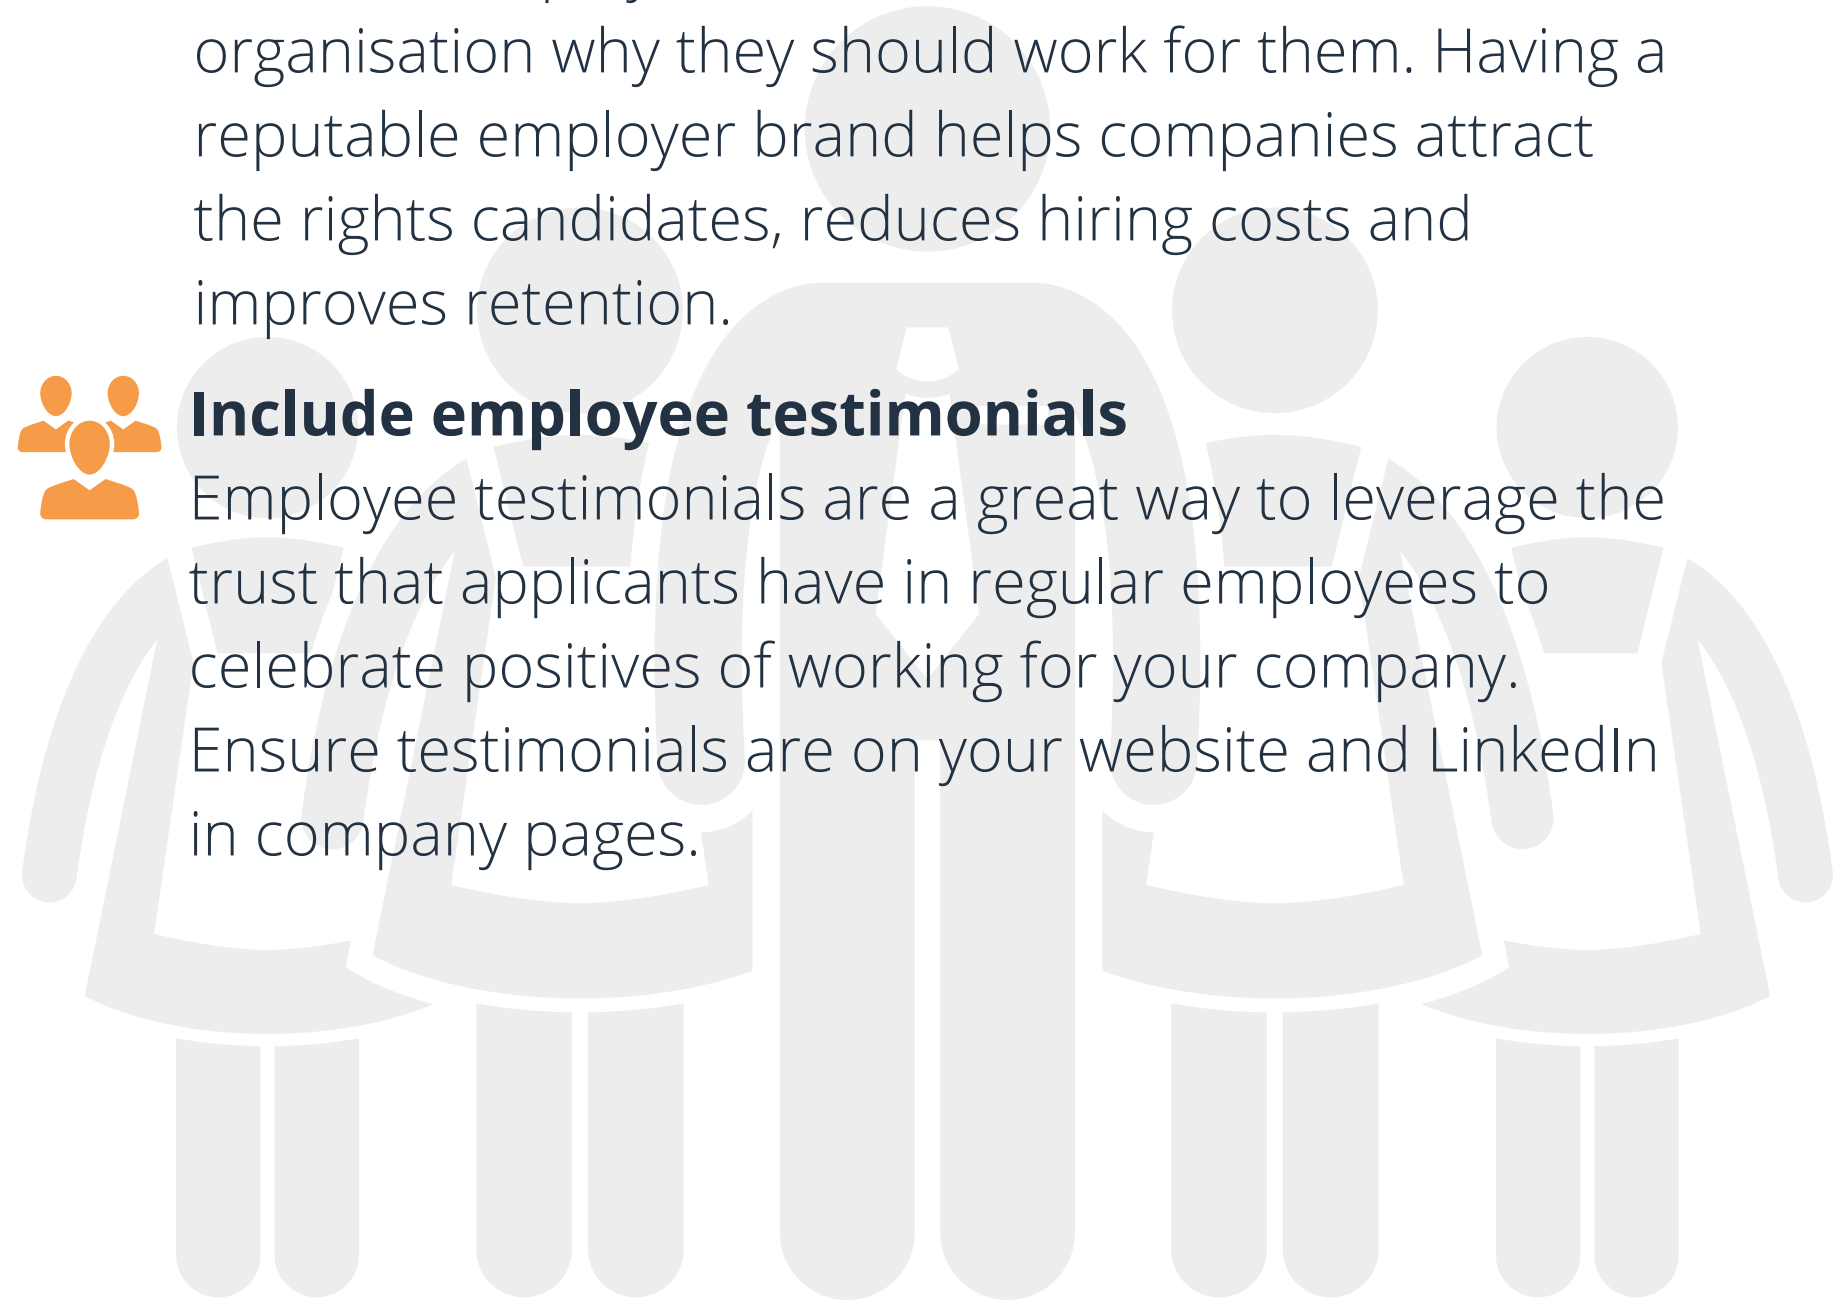 organisation why they should work for them. Having a
reputable employer brand helps companies attract
the rights candidates, reduces hiring costs and
improves retention.
Include employee testimonials
Employee testimonials are a great way to leverage the
trust that applicants have in regular employees to
celebrate positives of working for your company.
Ensure testimonials are on your website and LinkedIn
in company pages.